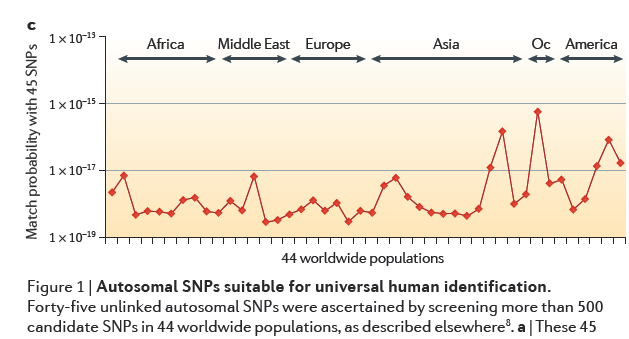 c
1 × 10⁻¹³
Africa Middle East Europe Asia Oc America
1 × 10⁻¹⁵
1 × 10⁻¹⁷
1 × 10⁻¹⁹
Match probability with 45 SNPs
44 worldwide populations
Figure 1 | Autosomal SNPs suitable for universal human identification.
Forty-five unlinked autosomal SNPs were ascertained by screening more than 500
candidate SNPs in 44 worldwide populations, as described elsewhere⁸. a | These 45